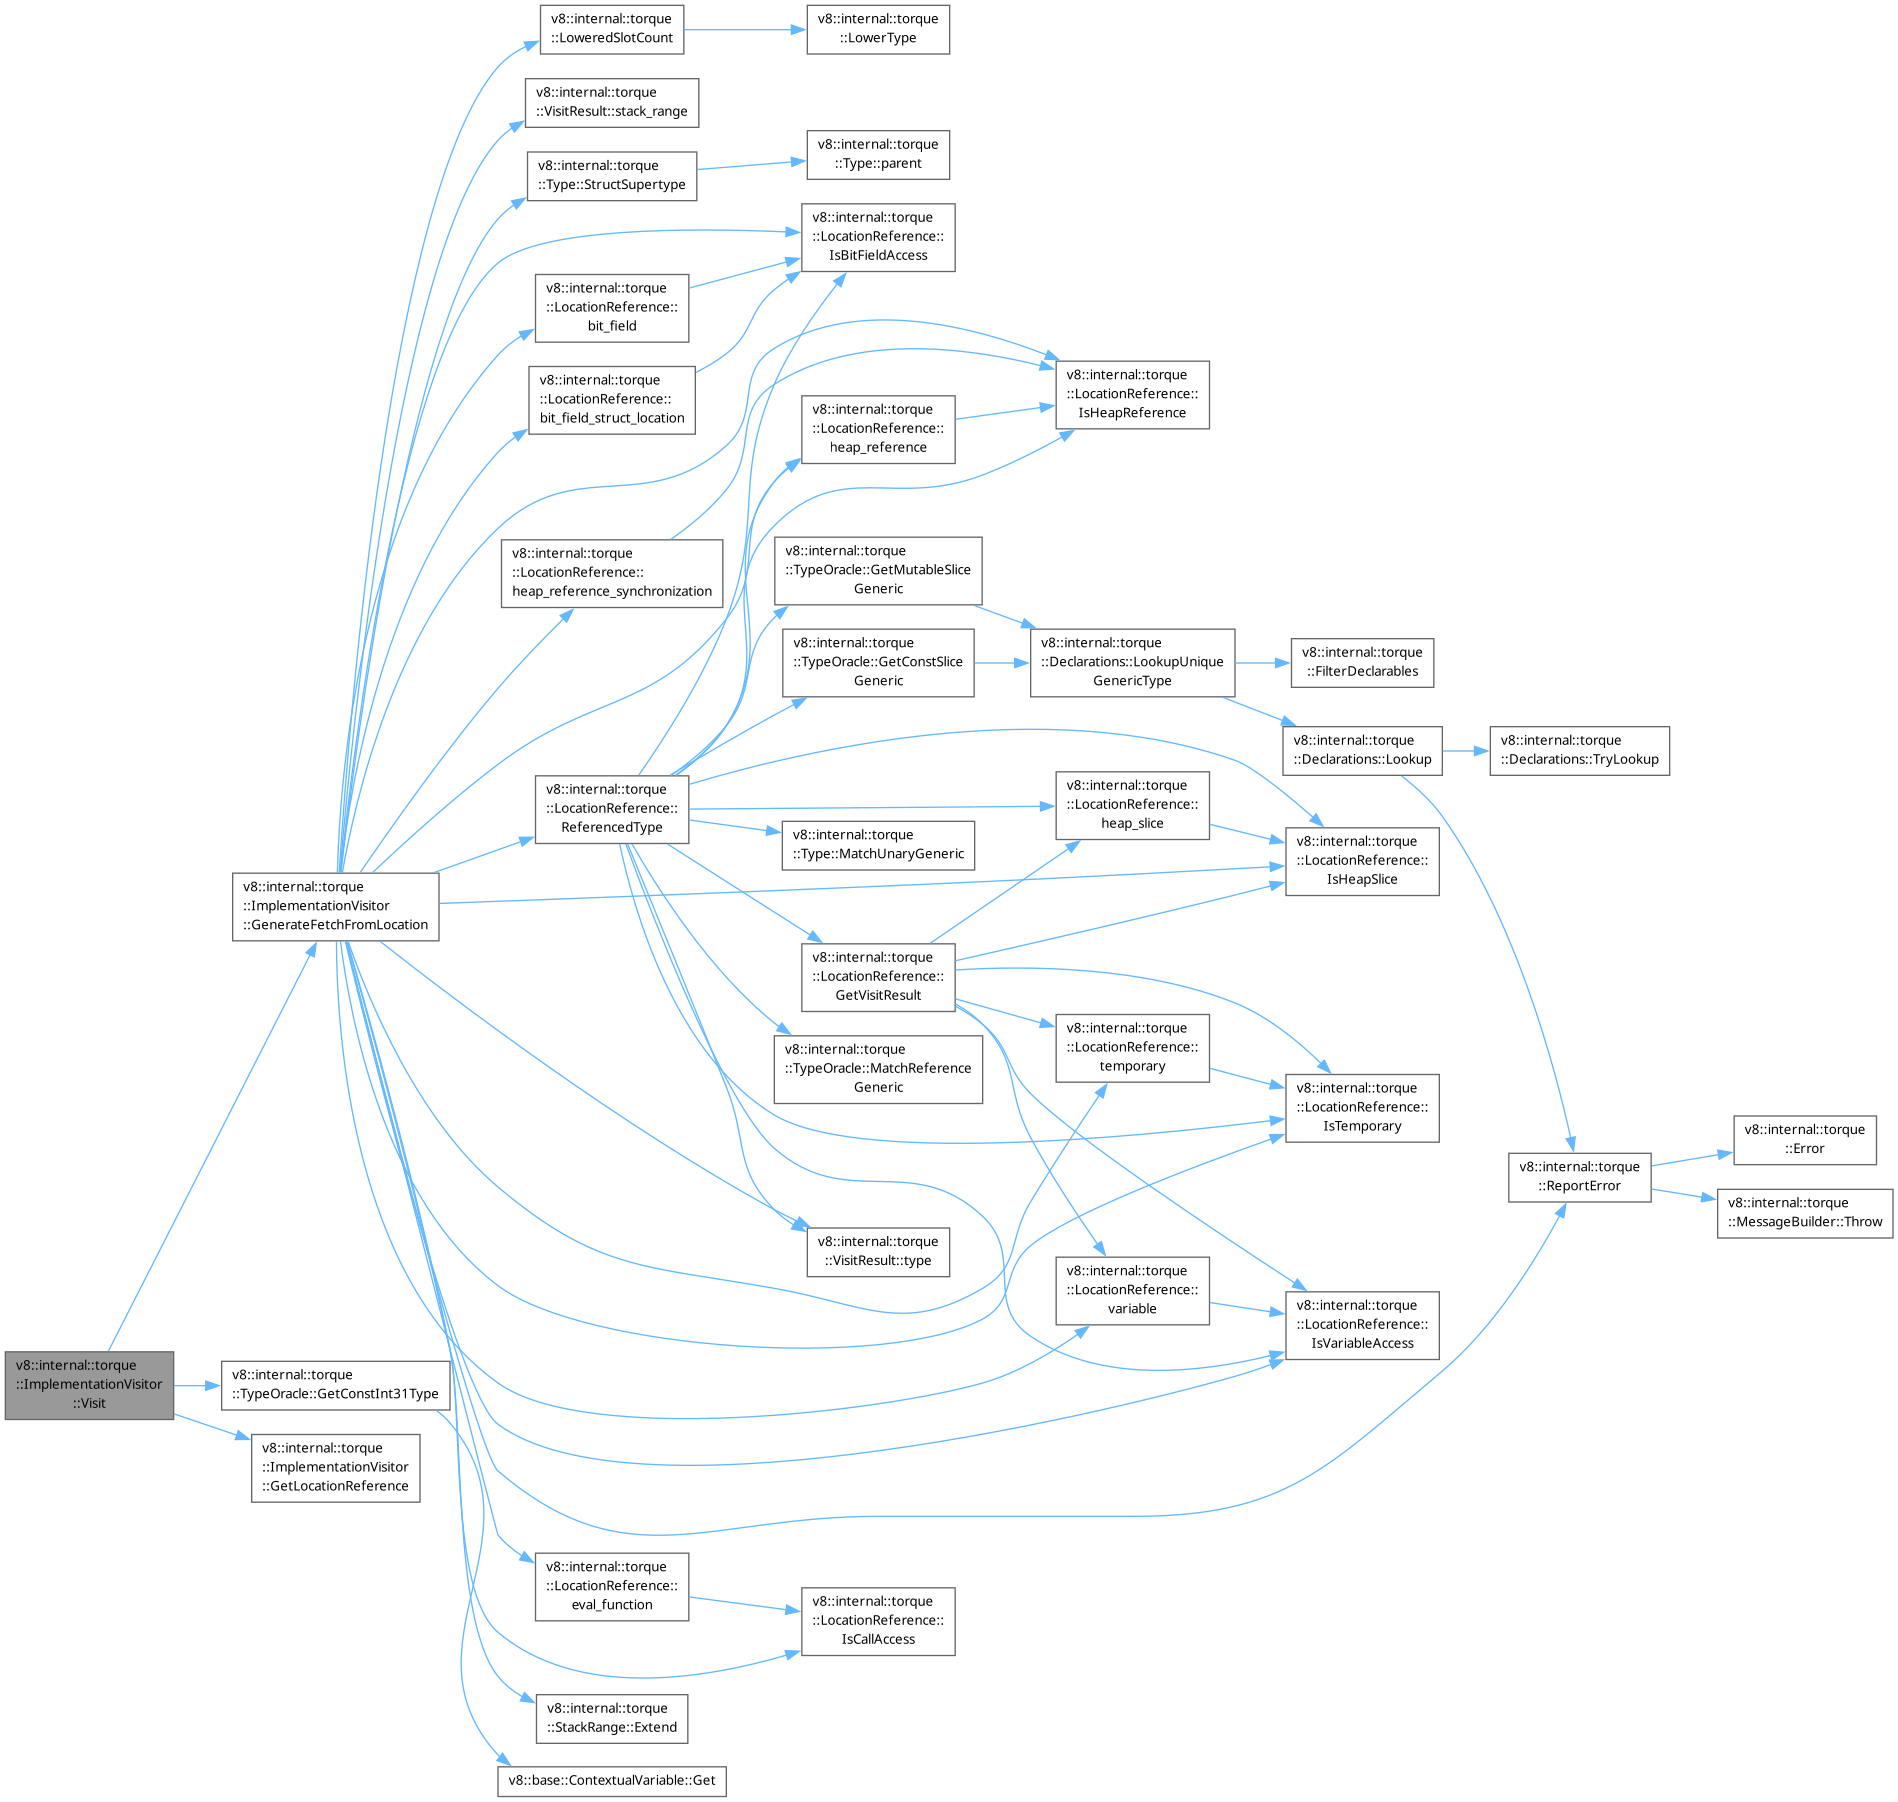 v8::internal::torque
::LoweredSlotCount
v8::internal::torque
::LowerType
v8::internal::torque
::VisitResult::stack_range
v8::internal::torque
::Type::StructSupertype
v8::internal::torque
::Type::parent
v8::internal::torque
::LocationReference::
IsBitFieldAccess
v8::internal::torque
::LocationReference::
bit_field
v8::internal::torque
::LocationReference::
bit_field_struct_location
v8::internal::torque
::LocationReference::
IsHeapReference
v8::internal::torque
::LocationReference::
heap_reference
v8::internal::torque
::LocationReference::
heap_reference_synchronization
v8::internal::torque
::TypeOracle::GetMutableSlice
Generic
v8::internal::torque
::TypeOracle::GetConstSlice
Generic
v8::internal::torque
::Declarations::LookupUnique
GenericType
v8::internal::torque
::FilterDeclarables
v8::internal::torque
::Declarations::Lookup
v8::internal::torque
::Declarations::TryLookup
v8::internal::torque
::LocationReference::
ReferencedType
v8::internal::torque
::LocationReference::
heap_slice
v8::internal::torque
::Type::MatchUnaryGeneric
v8::internal::torque
::LocationReference::
IsHeapSlice
v8::internal::torque
::ImplementationVisitor
::GenerateFetchFromLocation
v8::internal::torque
::LocationReference::
GetVisitResult
v8::internal::torque
::LocationReference::
temporary
v8::internal::torque
::TypeOracle::MatchReference
Generic
v8::internal::torque
::LocationReference::
IsTemporary
v8::internal::torque
::Error
v8::internal::torque
::ReportError
v8::internal::torque
::MessageBuilder::Throw
v8::internal::torque
::VisitResult::type
v8::internal::torque
::LocationReference::
variable
v8::internal::torque
::LocationReference::
IsVariableAccess
v8::internal::torque
::ImplementationVisitor
::Visit
v8::internal::torque
::TypeOracle::GetConstInt31Type
v8::internal::torque
::ImplementationVisitor
::GetLocationReference
v8::internal::torque
::LocationReference::
eval_function
v8::internal::torque
::LocationReference::
IsCallAccess
v8::internal::torque
::StackRange::Extend
v8::base::ContextualVariable::Get